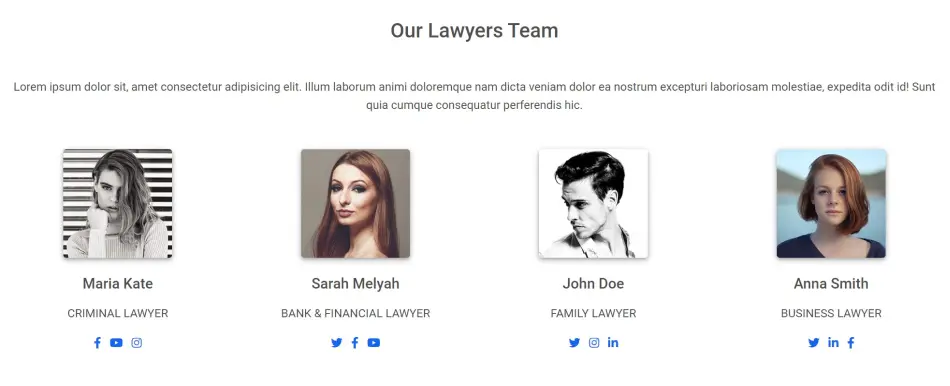 Our Lawyers Team
Lorem ipsum dolor sit, amet consectetur adipisicing elit. Illum laborum animi doloremque nam dicta veniam dolor ea nostrum excepturi laboriosam molestiae, expedita odit id! Sunt
quia cumque consequatur perferendis hic.
Maria Kate
Sarah Melyah
John Doe
Anna Smith
CRIMINAL LAWYER
BANK & FINANCIAL LAWYER
FAMILY LAWYER
BUSINESS LAWYER